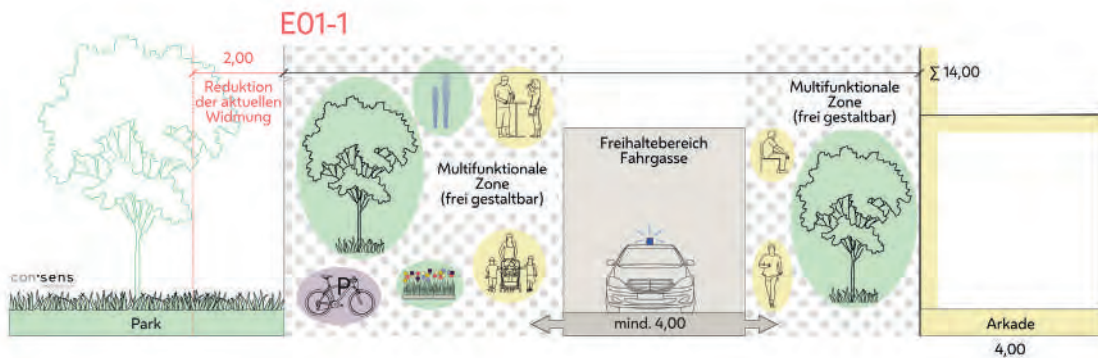 E01-1
2,00
Reduktion
der aktuellen
Widmung
∑ 14,00
Multifunktionale
Zone
(frei gestaltbar)
Freihaltebereich
Fahrgasse
Multifunktionale
Zone
(frei gestaltbar)
con•sens
P
Park
mind. 4,00
Arkade
4,00